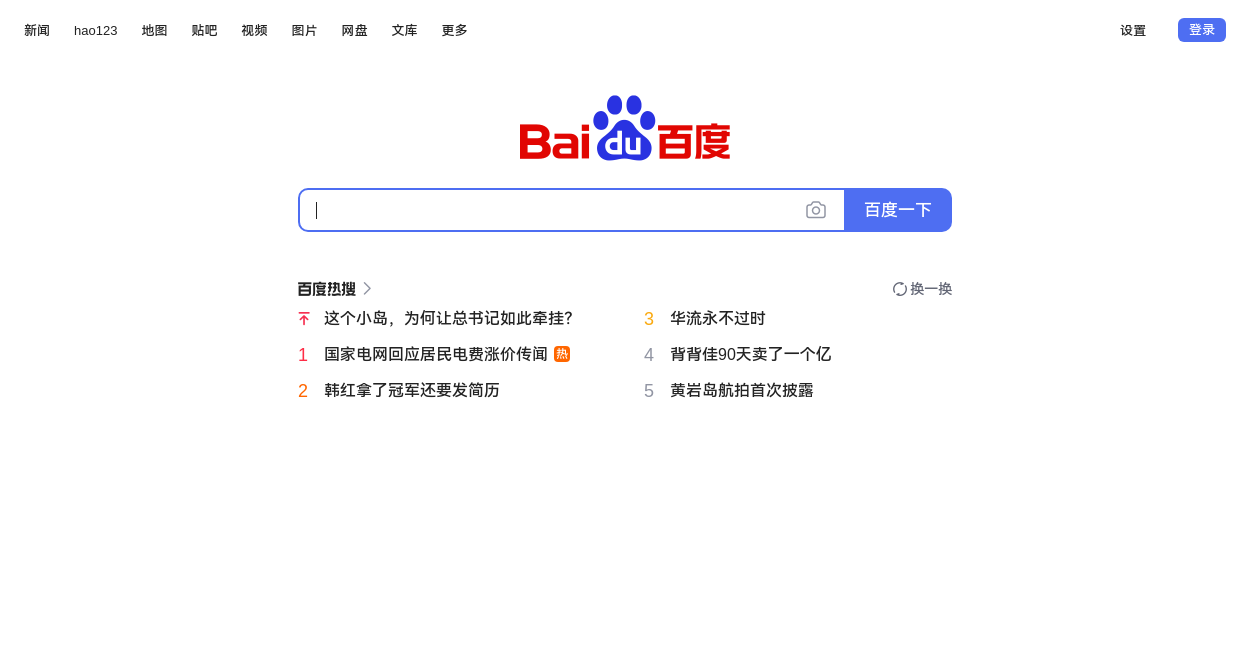 新闻 hao123 地图 贴吧 视频 图片 网盘 文库 更多 设置 登录
Bai du 百度
百度一下
百度热搜 换一换
这个小岛，为何让总书记如此牵挂？
1 国家电网回应居民电费涨价传闻 热
2 韩红拿了冠军还要发简历
3 华流永不过时
4 背背佳90天卖了一个亿
5 黄岩岛航拍首次披露